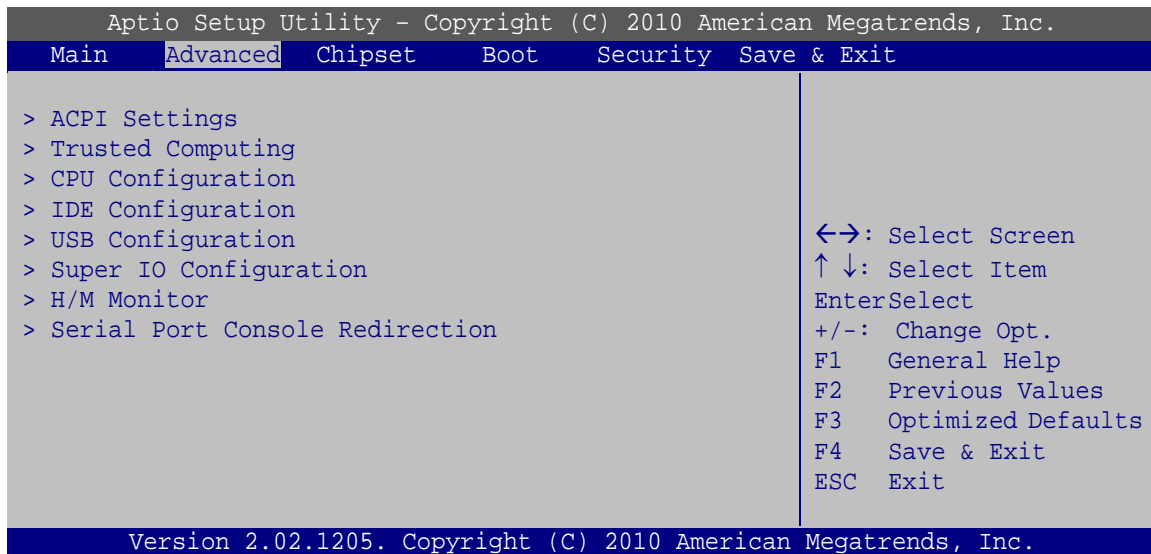 Aptio Setup Utility – Copyright (C) 2010 American Megatrends, Inc.
Main Advanced Chipset Boot Security Save & Exit
> ACPI Settings
> Trusted Computing
> CPU Configuration
> IDE Configuration
> USB Configuration
> Super IO Configuration
> H/M Monitor
> Serial Port Console Redirection
←→: Select Screen
↑ ↓: Select Item
EnterSelect
+/-: Change Opt.
F1 General Help
F2 Previous Values
F3 Optimized Defaults
F4 Save & Exit
ESC Exit
Version 2.02.1205. Copyright (C) 2010 American Megatrends, Inc.